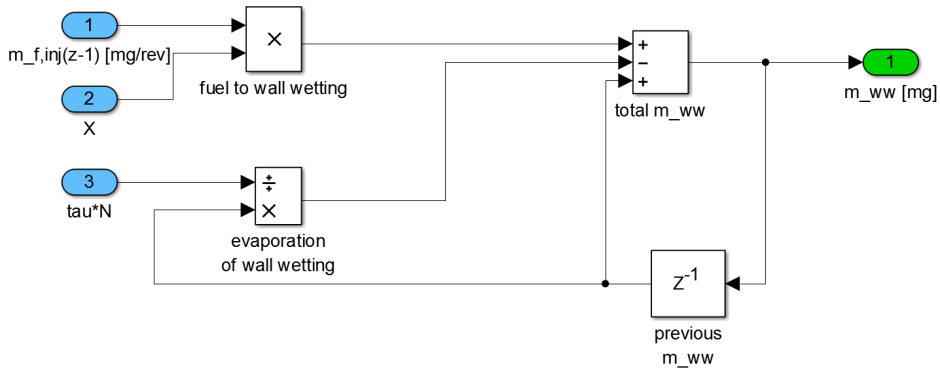 1
m_f,inj(z-1) [mg/rev]
×
fuel to wall wetting
2
X
+
−
+
total m_ww
1
m_ww [mg]
3
tau*N
÷
×
evaporation
of wall wetting
Z-1
previous
m_ww